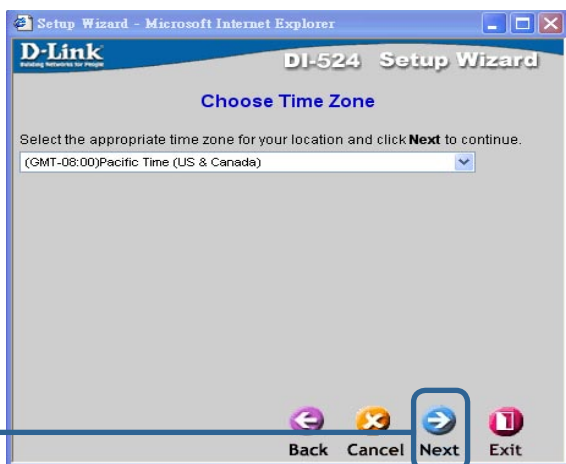 Setup Wizard - Microsoft Internet Explorer
D-Link
Building Networks for People
DI-524 Setup Wizard
Choose Time Zone
Select the appropriate time zone for your location and click Next to continue.
(GMT-08:00)Pacific Time (US & Canada)
Back Cancel Next Exit